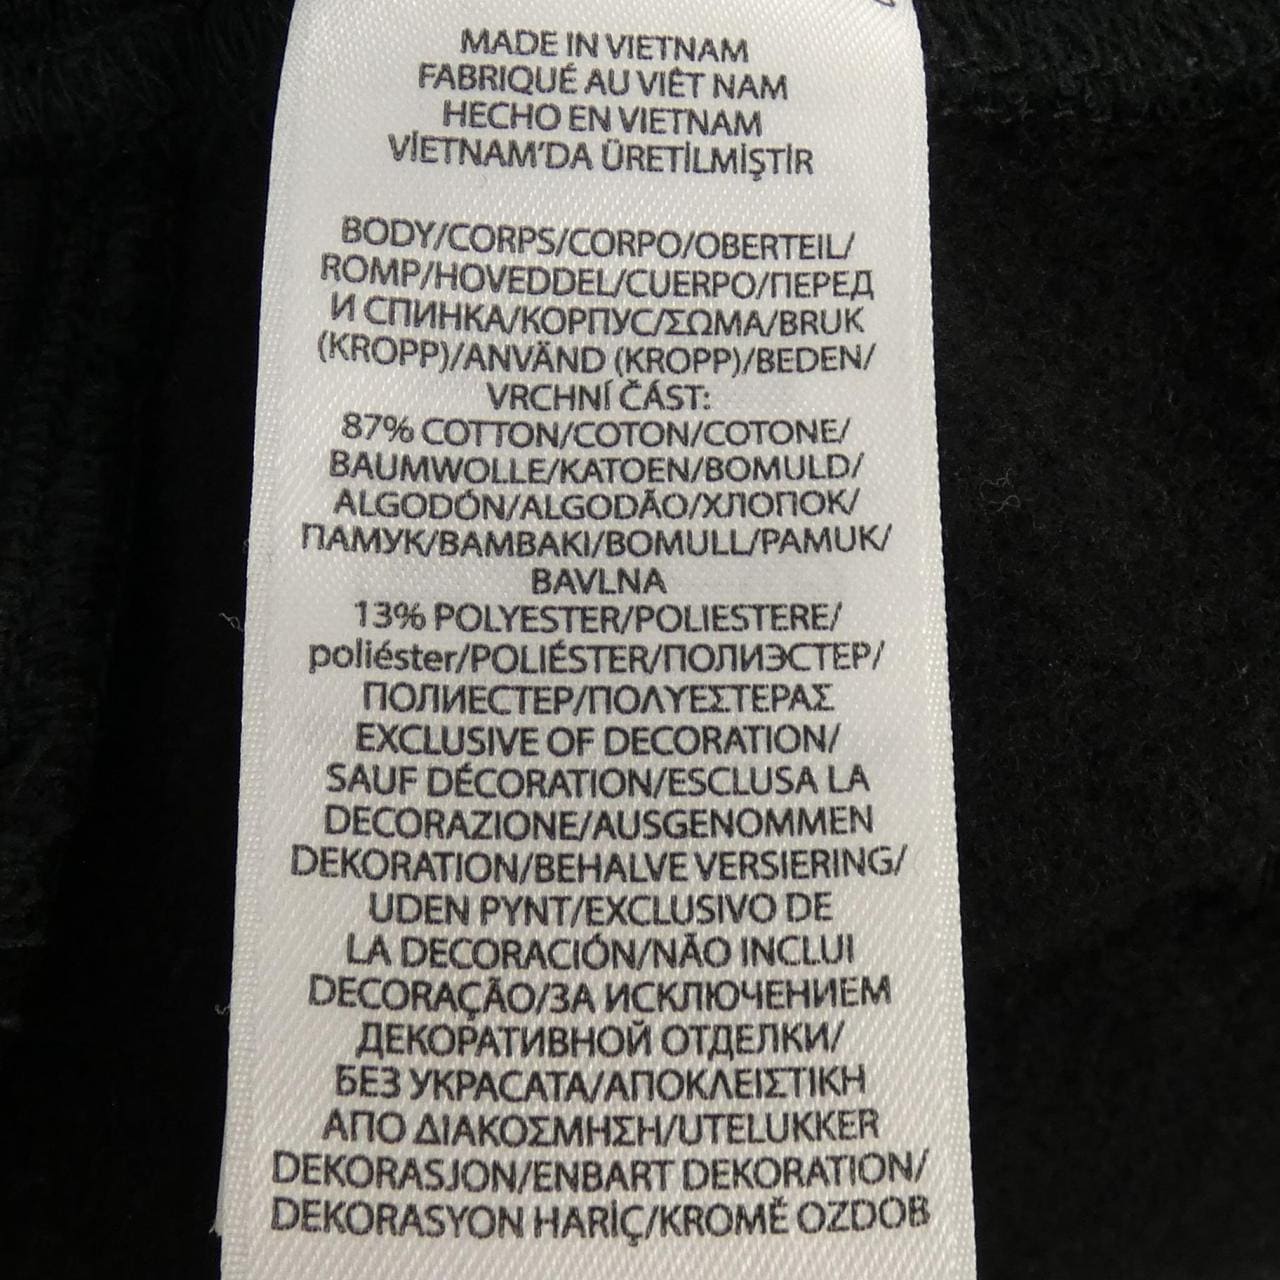 MADE IN VIETNAM
FABRIQUÉ AU VIÊT NAM
HECHO EN VIETNAM
VİETNAM'DA ÜRETİLMİŞTİR
BODY/CORPS/CORPO/OBERTEIL/
ROMP/HOVEDDEL/CUERPO/ПЕРЕД
И СПИНКА/КОРПУС/ΣΩΜΑ/BRUK
(KROPP)/ANVÄND (KROPP)/BEDEN/
VRCHNÍ ČÁST:
87% COTTON/COTON/COTONE/
BAUMWOLLE/KATOEN/BOMULD/
ALGODÓN/ALGODÃO/ХЛОПОК/
ПАМУК/BAMBAKI/BOMULL/PAMUK/
BAVLNA
13% POLYESTER/POLIESTERE/
poliéster/POLIÉSTER/ПОЛИЭСТЕР/
ПОЛИЕСТЕР/ΠΟΛΥΕΣΤΕΡΑΣ
EXCLUSIVE OF DECORATION/
SAUF DÉCORATION/ESCLUSA LA
DECORAZIONE/AUSGENOMMEN
DEKORATION/BEHALVE VERSIERING/
UDEN PYNT/EXCLUSIVO DE
LA DECORACIÓN/NÃO INCLUI
DECORAÇÃO/ЗА ИСКЛЮЧЕНИЕМ
ДЕКОРАТИВНОЙ ОТДЕЛКИ/
БЕЗ УКРАСАТА/ΑΠΟΚΛΕΙΣΤΙΚΗ
ΑΠΟ ΔΙΑΚΟΣΜΗΣΗ/UTELUKKER
DEKORASJON/ENBART DEKORATION/
DEKORASYON HARİÇ/KROMĚ OZDOB